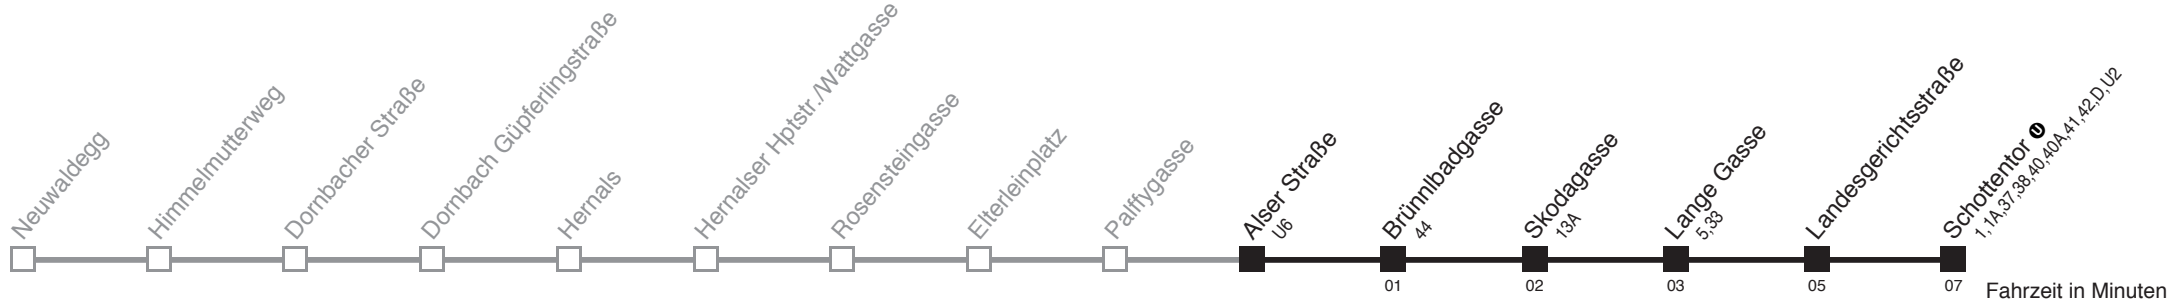 Neuwaldegg
Himmelmutterweg
Dornbacher Straße
Dornbach Güpferlingstraße
Hernals
Hernalser Hptstr./Wattgasse
Rosensteingasse
Elterleinplatz
Palffygasse
Alser Straße
U6
Brünnlbadgasse
44
Skodagasse
13A
Lange Gasse
5,33
Landesgerichtsstraße
Schottentor U
1,1A,37,38,40,40A,41,42,D,U2
01
02
03
05
07
Fahrzeit in Minuten